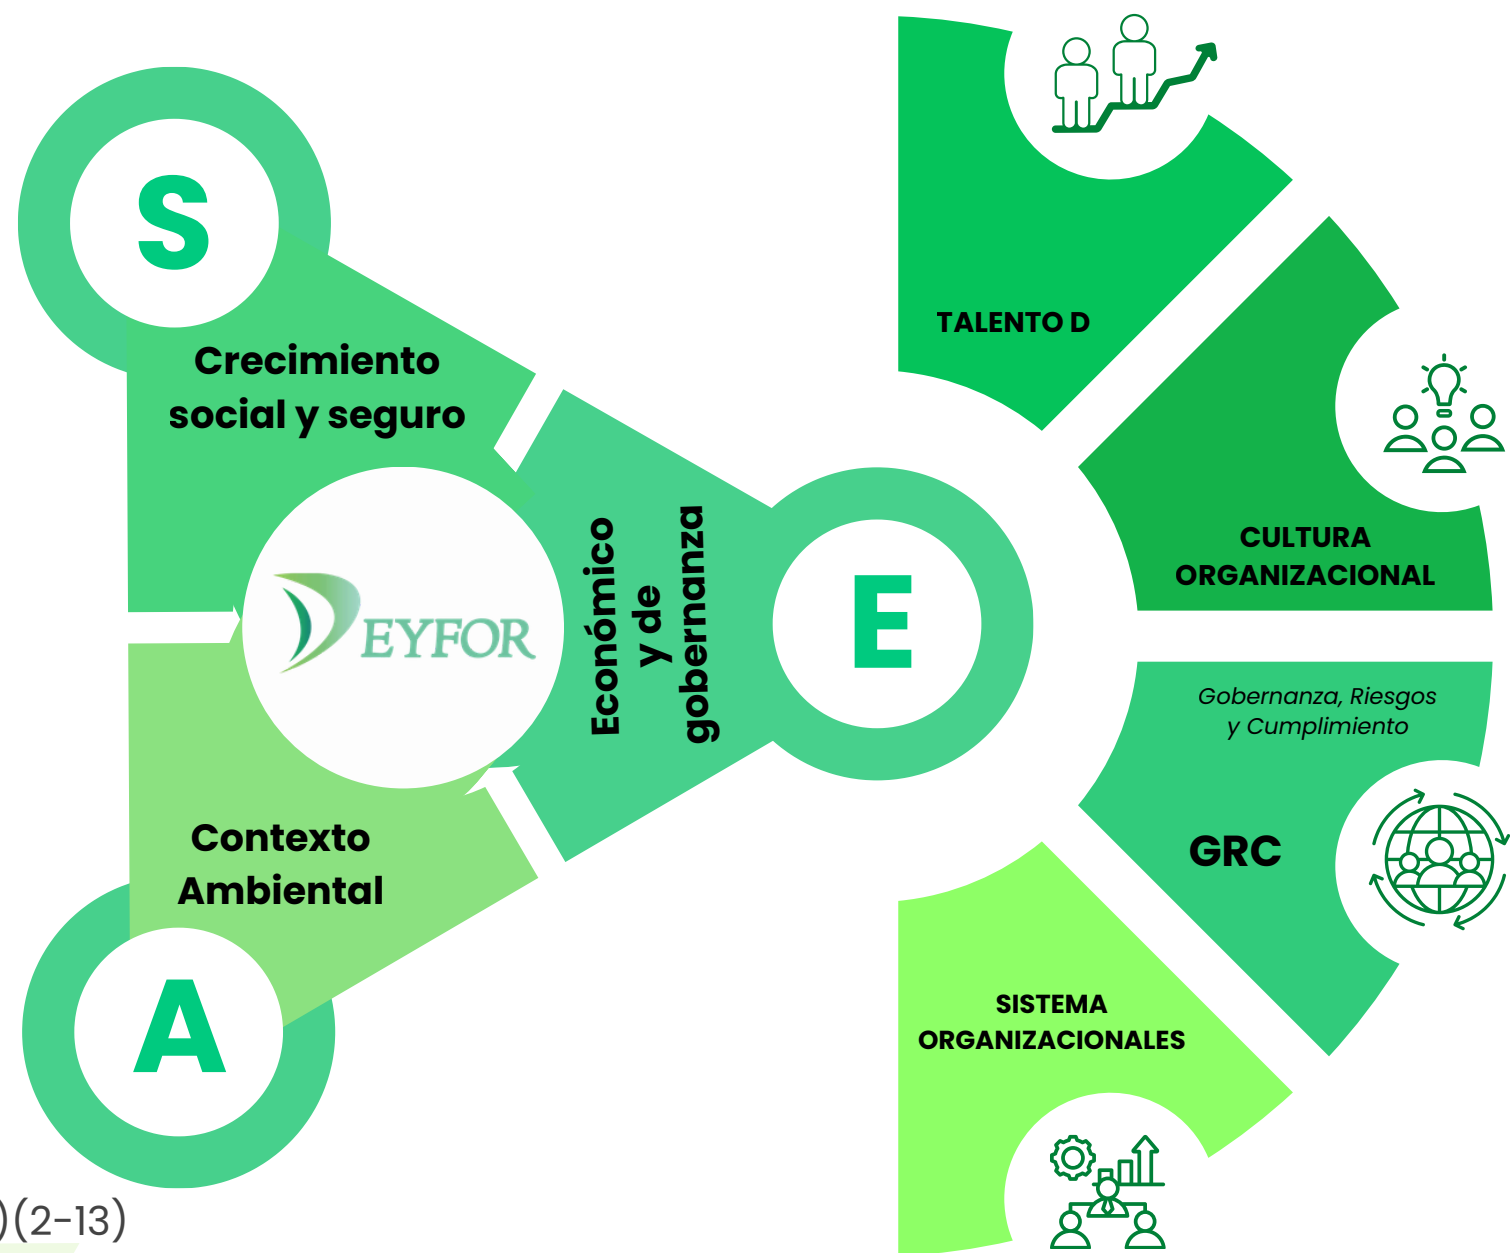 S
Crecimiento
social y seguro
DEYFOR
Económico
y de
gobernanza
E
Contexto
Ambiental
A
TALENTO D
CULTURA
ORGANIZACIONAL
Gobernanza, Riesgos
y Cumplimiento
GRC
SISTEMA
ORGANIZACIONALES
)(2-13)